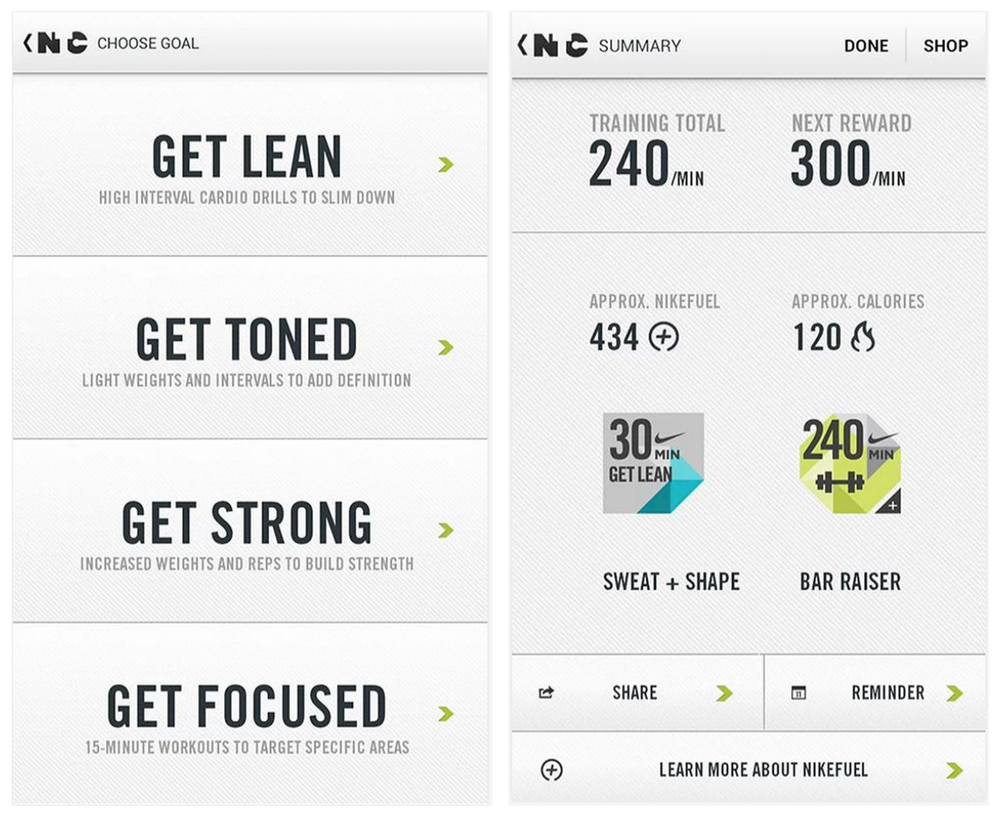 N C CHOOSE GOAL
GET LEAN
HIGH INTERVAL CARDIO DRILLS TO SLIM DOWN
GET TONED
LIGHT WEIGHTS AND INTERVALS TO ADD DEFINITION
GET STRONG
INCREASED WEIGHTS AND REPS TO BUILD STRENGTH
GET FOCUSED
15-MINUTE WORKOUTS TO TARGET SPECIFIC AREAS
N C SUMMARY DONE SHOP
TRAINING TOTAL NEXT REWARD
240/MIN 300/MIN
APPROX. NIKEFUEL APPROX. CALORIES
434 120
30 MIN 240 MIN
GET LEAN
SWEAT + SHAPE BAR RAISER
SHARE 11 REMINDER
LEARN MORE ABOUT NIKEFUEL